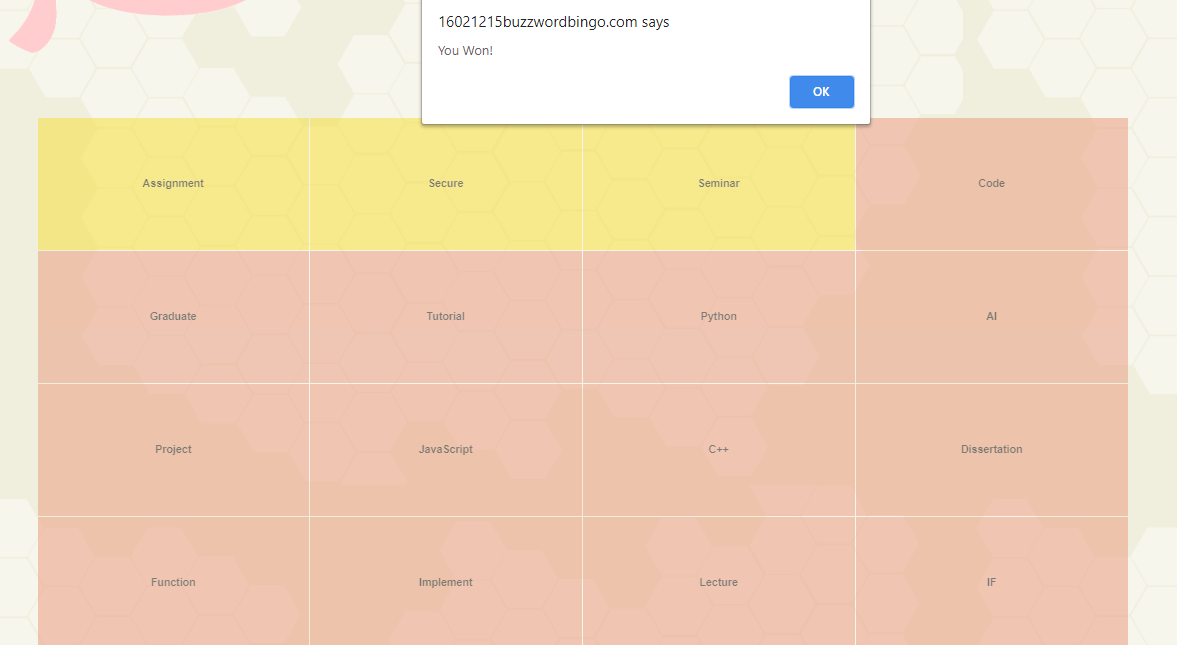 16021215buzzwordbingo.com says
You Won!
OK
Assignment
Secure
Seminar
Code
Graduate
Tutorial
Python
AI
Project
JavaScript
C++
Dissertation
Function
Implement
Lecture
IF